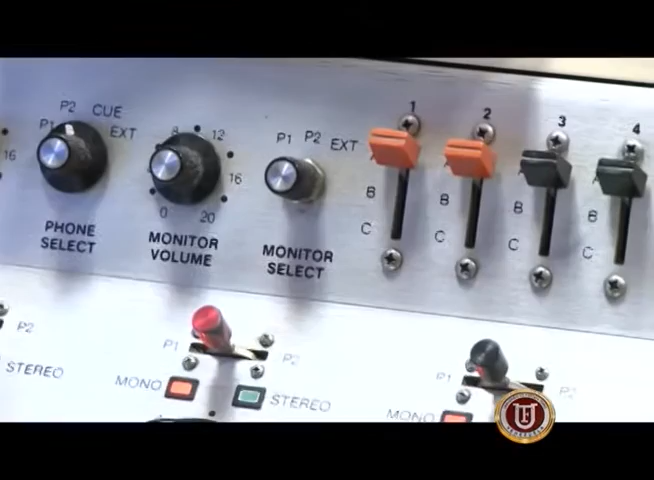 P2 CUE
P1 EXT
16
PHONE
SELECT
8 12
16
0 20
MONITOR
VOLUME
P1 P2 EXT
MONITOR
SELECT
1 2 3 4
B B B B
C C C C
P2
STEREO
P1 P2
MONO STEREO
P1 P2
MONO